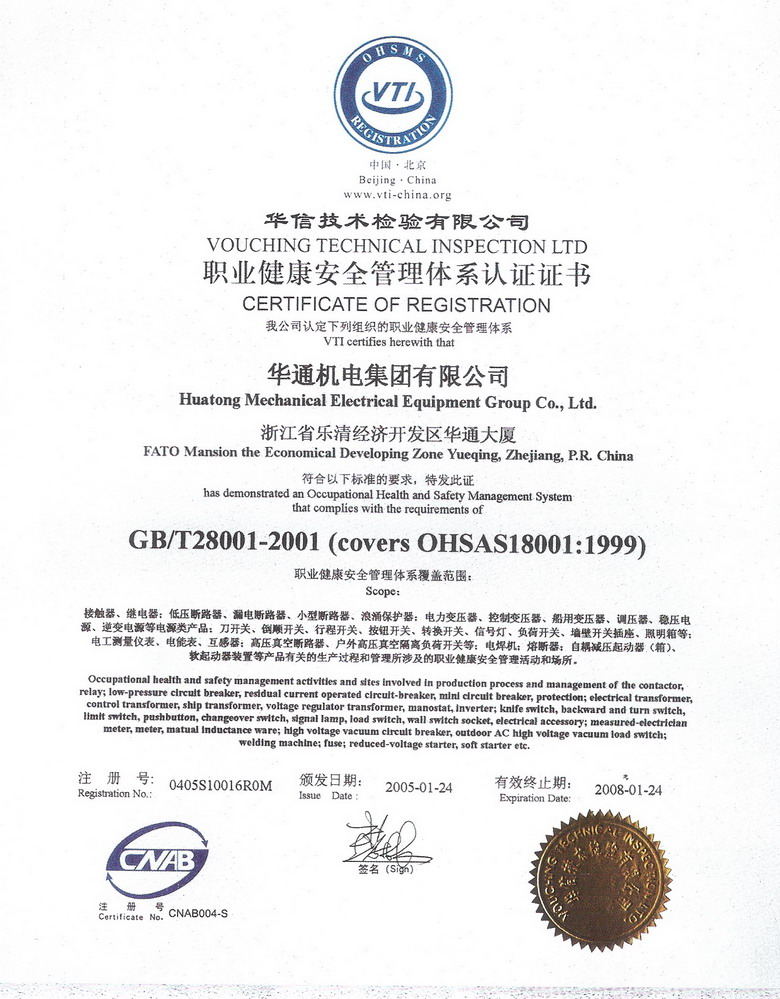 OHSMS
VTI
REGISTRATION
中国·北京
Beijing · China
www.vti-china.org
华信技术检验有限公司
VOUCHING TECHNICAL INSPECTION LTD
职业健康安全管理体系认证证书
CERTIFICATE OF REGISTRATION
我公司认定下列组织的职业健康安全管理体系
VTI certifies herewith that
华通机电集团有限公司
Huatong Mechanical Electrical Equipment Group Co., Ltd.
浙江省乐清经济开发区华通大厦
FATO Mansion the Economical Developing Zone Yueqing, Zhejiang, P.R. China
符合以下标准的要求，特发此证
has demonstrated an Occupational Health and Safety Management System
that complies with the requirements of
GB/T28001-2001 (covers OHSAS18001:1999)
职业健康安全管理体系覆盖范围：
Scope:
接触器、继电器；低压断路器、漏电断路器、小型断路器、浪涌保护器；电力变压器、控制变压器、船用变压器、调压器、稳压电
源、逆变电源等电源类产品；刀开关、倒顺开关、行程开关、按钮开关、转换开关、信号灯、负荷开关、墙壁开关插座、照明箱等；
电工测量仪表、电能表、互感器；高压真空断路器、户外高压真空隔离负荷开关等；电焊机；熔断器；自耦减压起动器（箱）、
软起动器装置等产品有关的生产过程和管理所涉及的职业健康安全管理活动和场所。
Occupational health and safety management activities and sites involved in production process and management of the contactor,
relay; low-pressure circuit breaker, residual current operated circuit-breaker, mini circuit breaker, protection; electrical transformer,
control transformer, ship transformer, voltage regulator transformer, manostat, inverter; knife switch, backward and turn switch,
limit switch, pushbutton, changeover switch, signal lamp, load switch, wall switch socket, electrical accessory; measured-electrician
meter, meter, matual inductance ware; high voltage vacuum circuit breaker, outdoor AC high voltage vacuum load switch;
welding machine; fuse; reduced-voltage starter, soft starter etc.
注 册 号: 0405S10016R0M 颁发日期: 2005-01-24 有效终止期: 2008-01-24
Registration No.: Issue Date : Expiration Date:
CNAB
签名 (Sign)
注 册 号
Certificate No. CNAB004-S
VOUCHING TECHNICAL INSPECTION LTD
华信技术检验有限公司